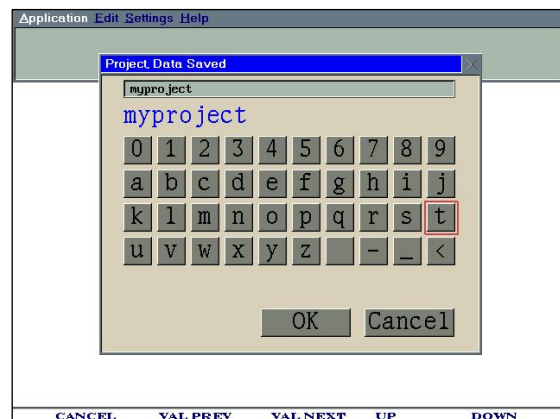 Application Edit Settings Help
Project, Data Saved
myproject
myproject
0 1 2 3 4 5 6 7 8 9
a b c d e f g h i j
k l m n o p q r s t
u v w x y z - _ <
OK Cancel
CANCEL VAL PREV VAL NEXT UP DOWN